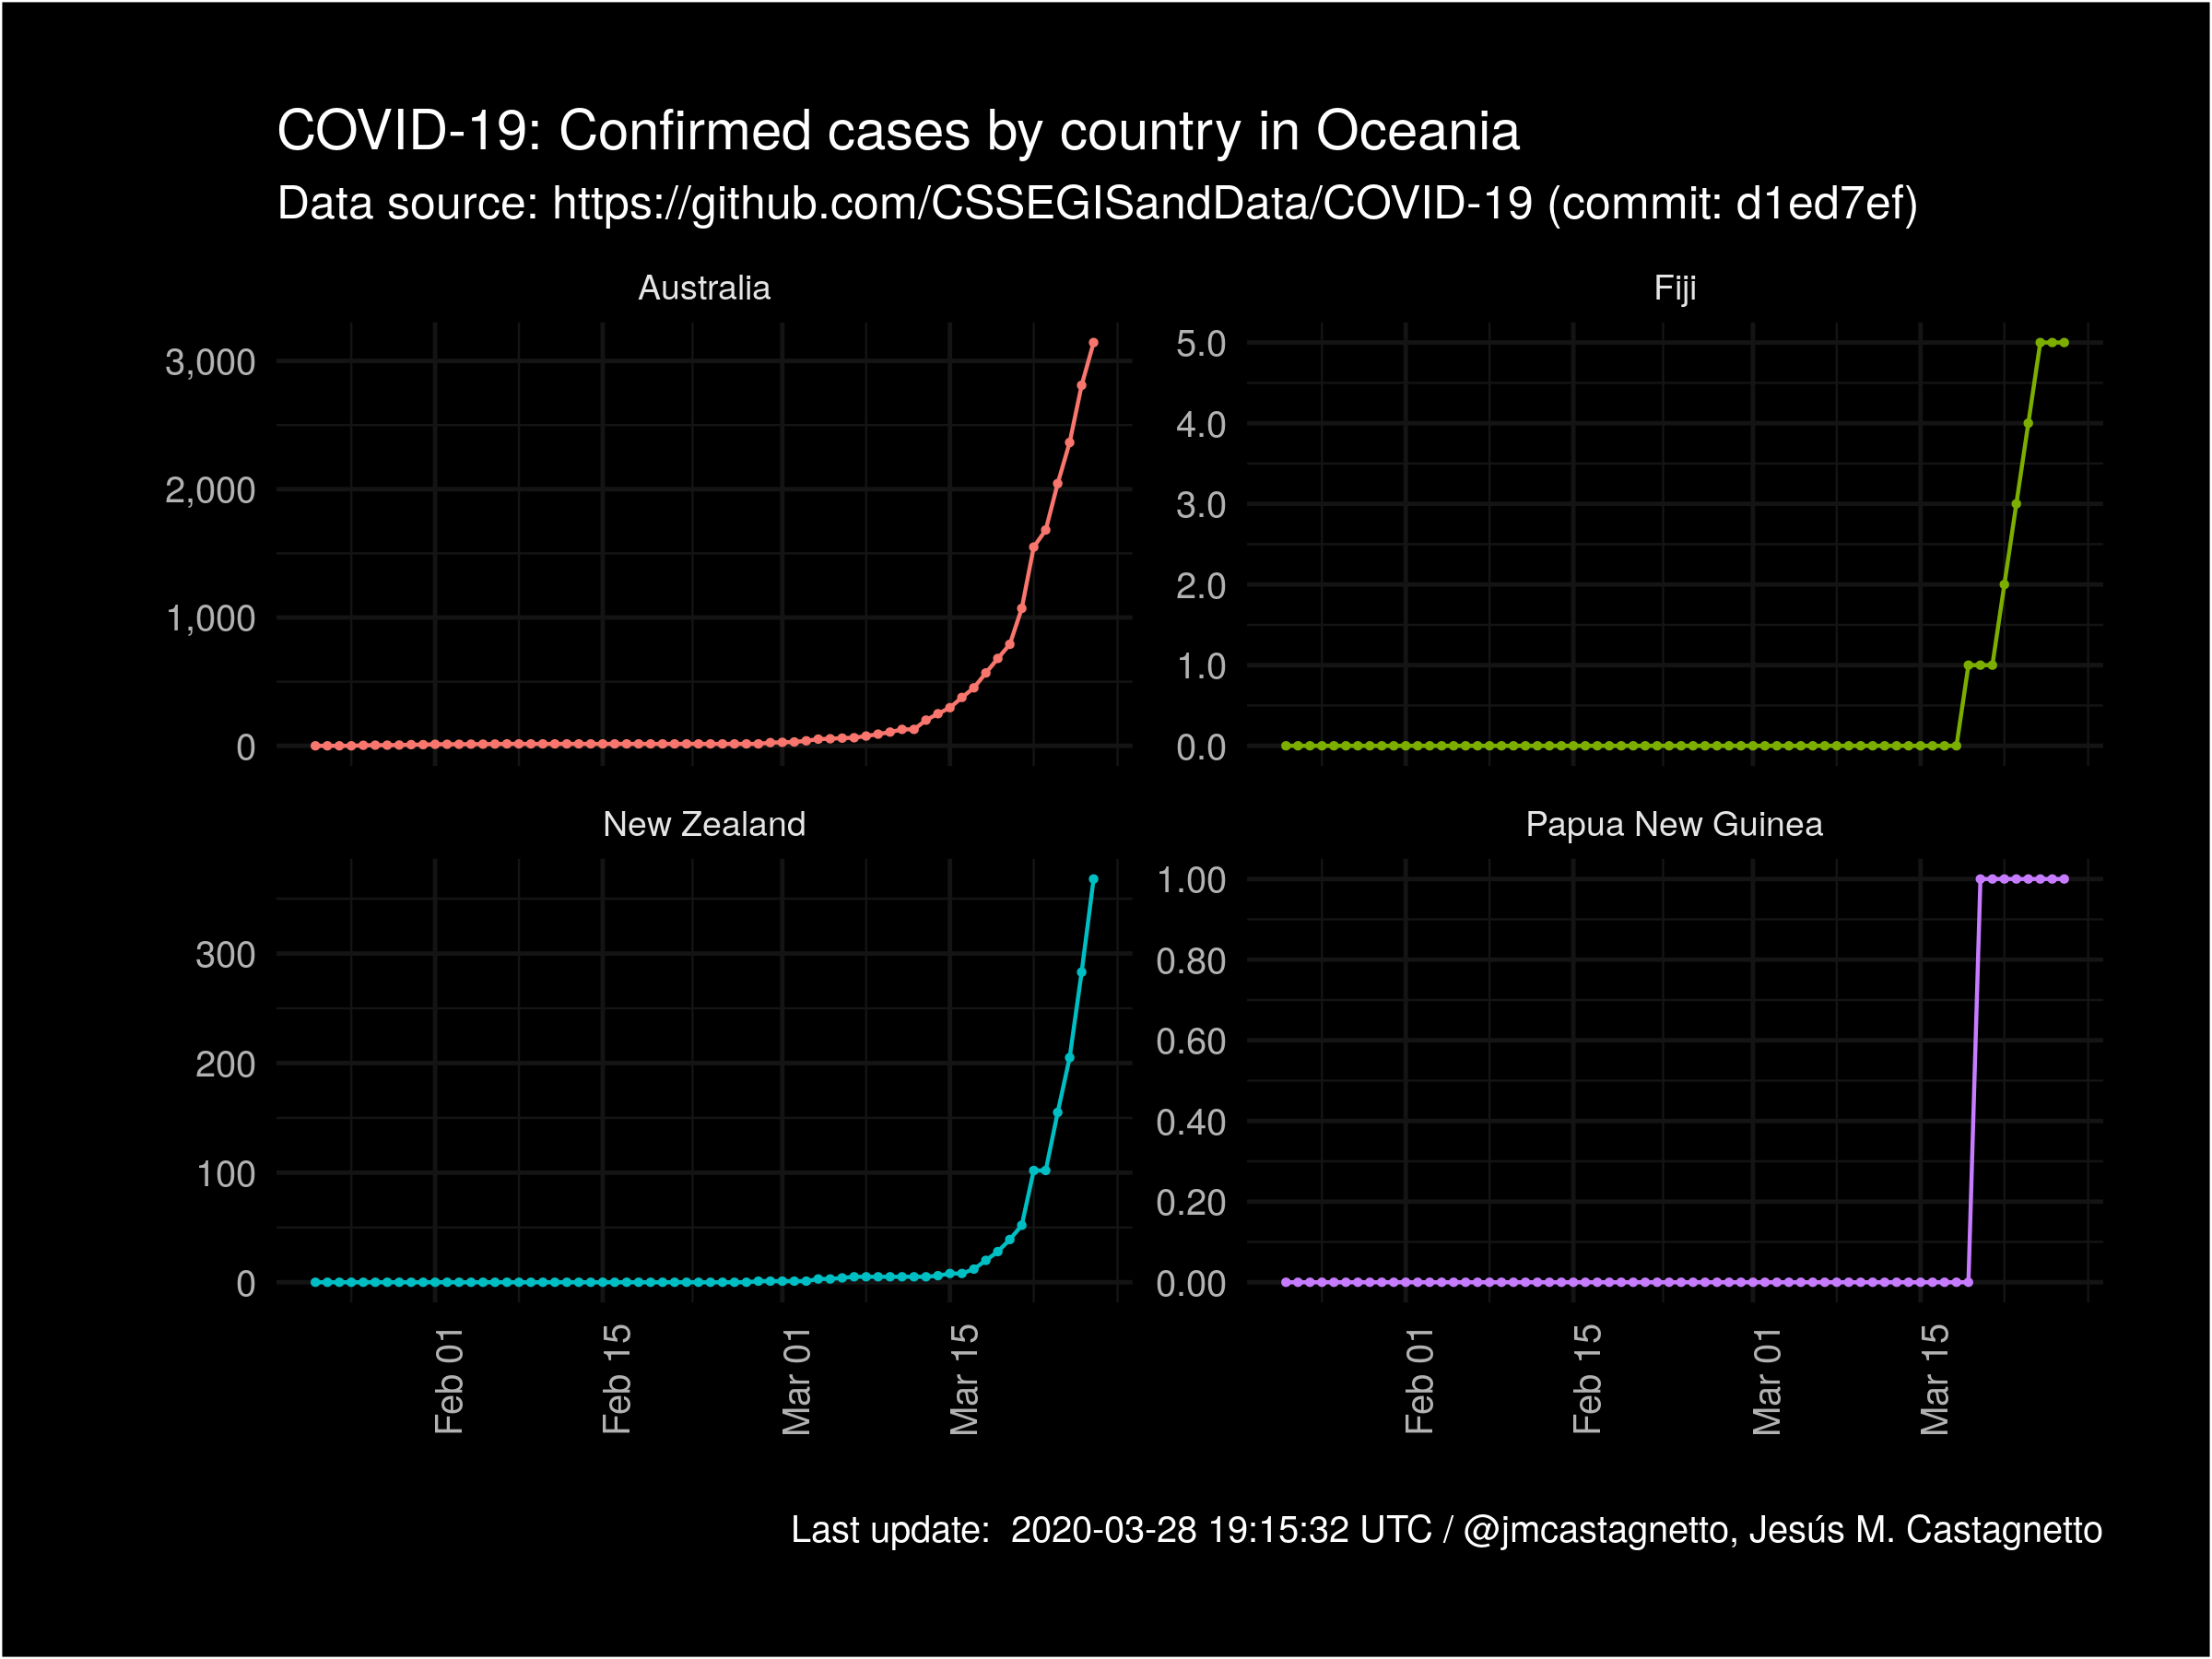 COVID-19: Confirmed cases by country in Oceania
Data source: https://github.com/CSSEGISandData/COVID-19 (commit: d1ed7ef)
Australia
3,000
2,000
1,000
0
Fiji
5.0
4.0
3.0
2.0
1.0
0.0
New Zealand
300
200
100
0
Feb 01
Feb 15
Mar 01
Mar 15
Papua New Guinea
1.00
0.80
0.60
0.40
0.20
0.00
Feb 01
Feb 15
Mar 01
Mar 15
Last update:  2020-03-28 19:15:32 UTC / @jmcastagnetto, Jesús M. Castagnetto